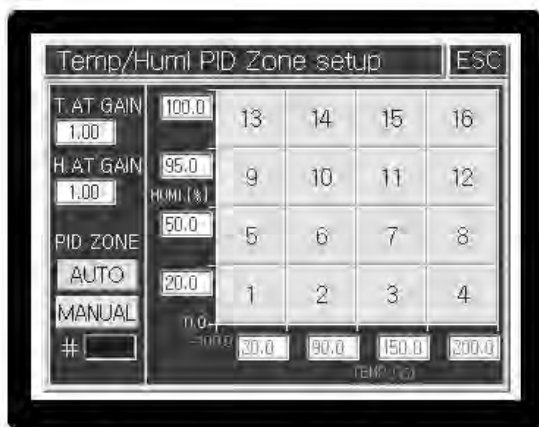 Temp/Humi PID Zone setup ESC
T.AT GAIN
1.00
H.AT GAIN
1.00
PID ZONE
AUTO
MANUAL
#
100.0 13 14 15 16
95.0 9 10 11 12
HUMI.(%)
50.0 5 6 7 8
20.0 1 2 3 4
0.0
-100.0 20.0 90.0 150.0 200.0
TEMP.(℃)